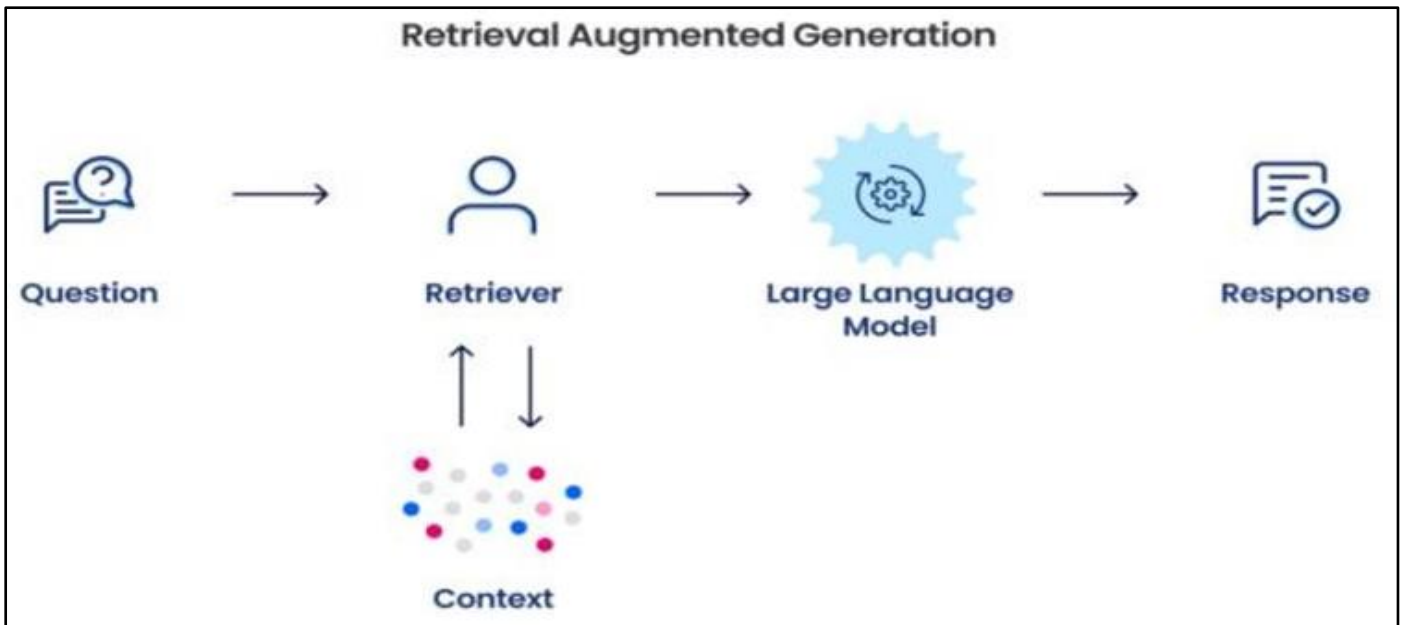 Retrieval Augmented Generation
?
Question
Retriever
Large Language
Model
Response
Context